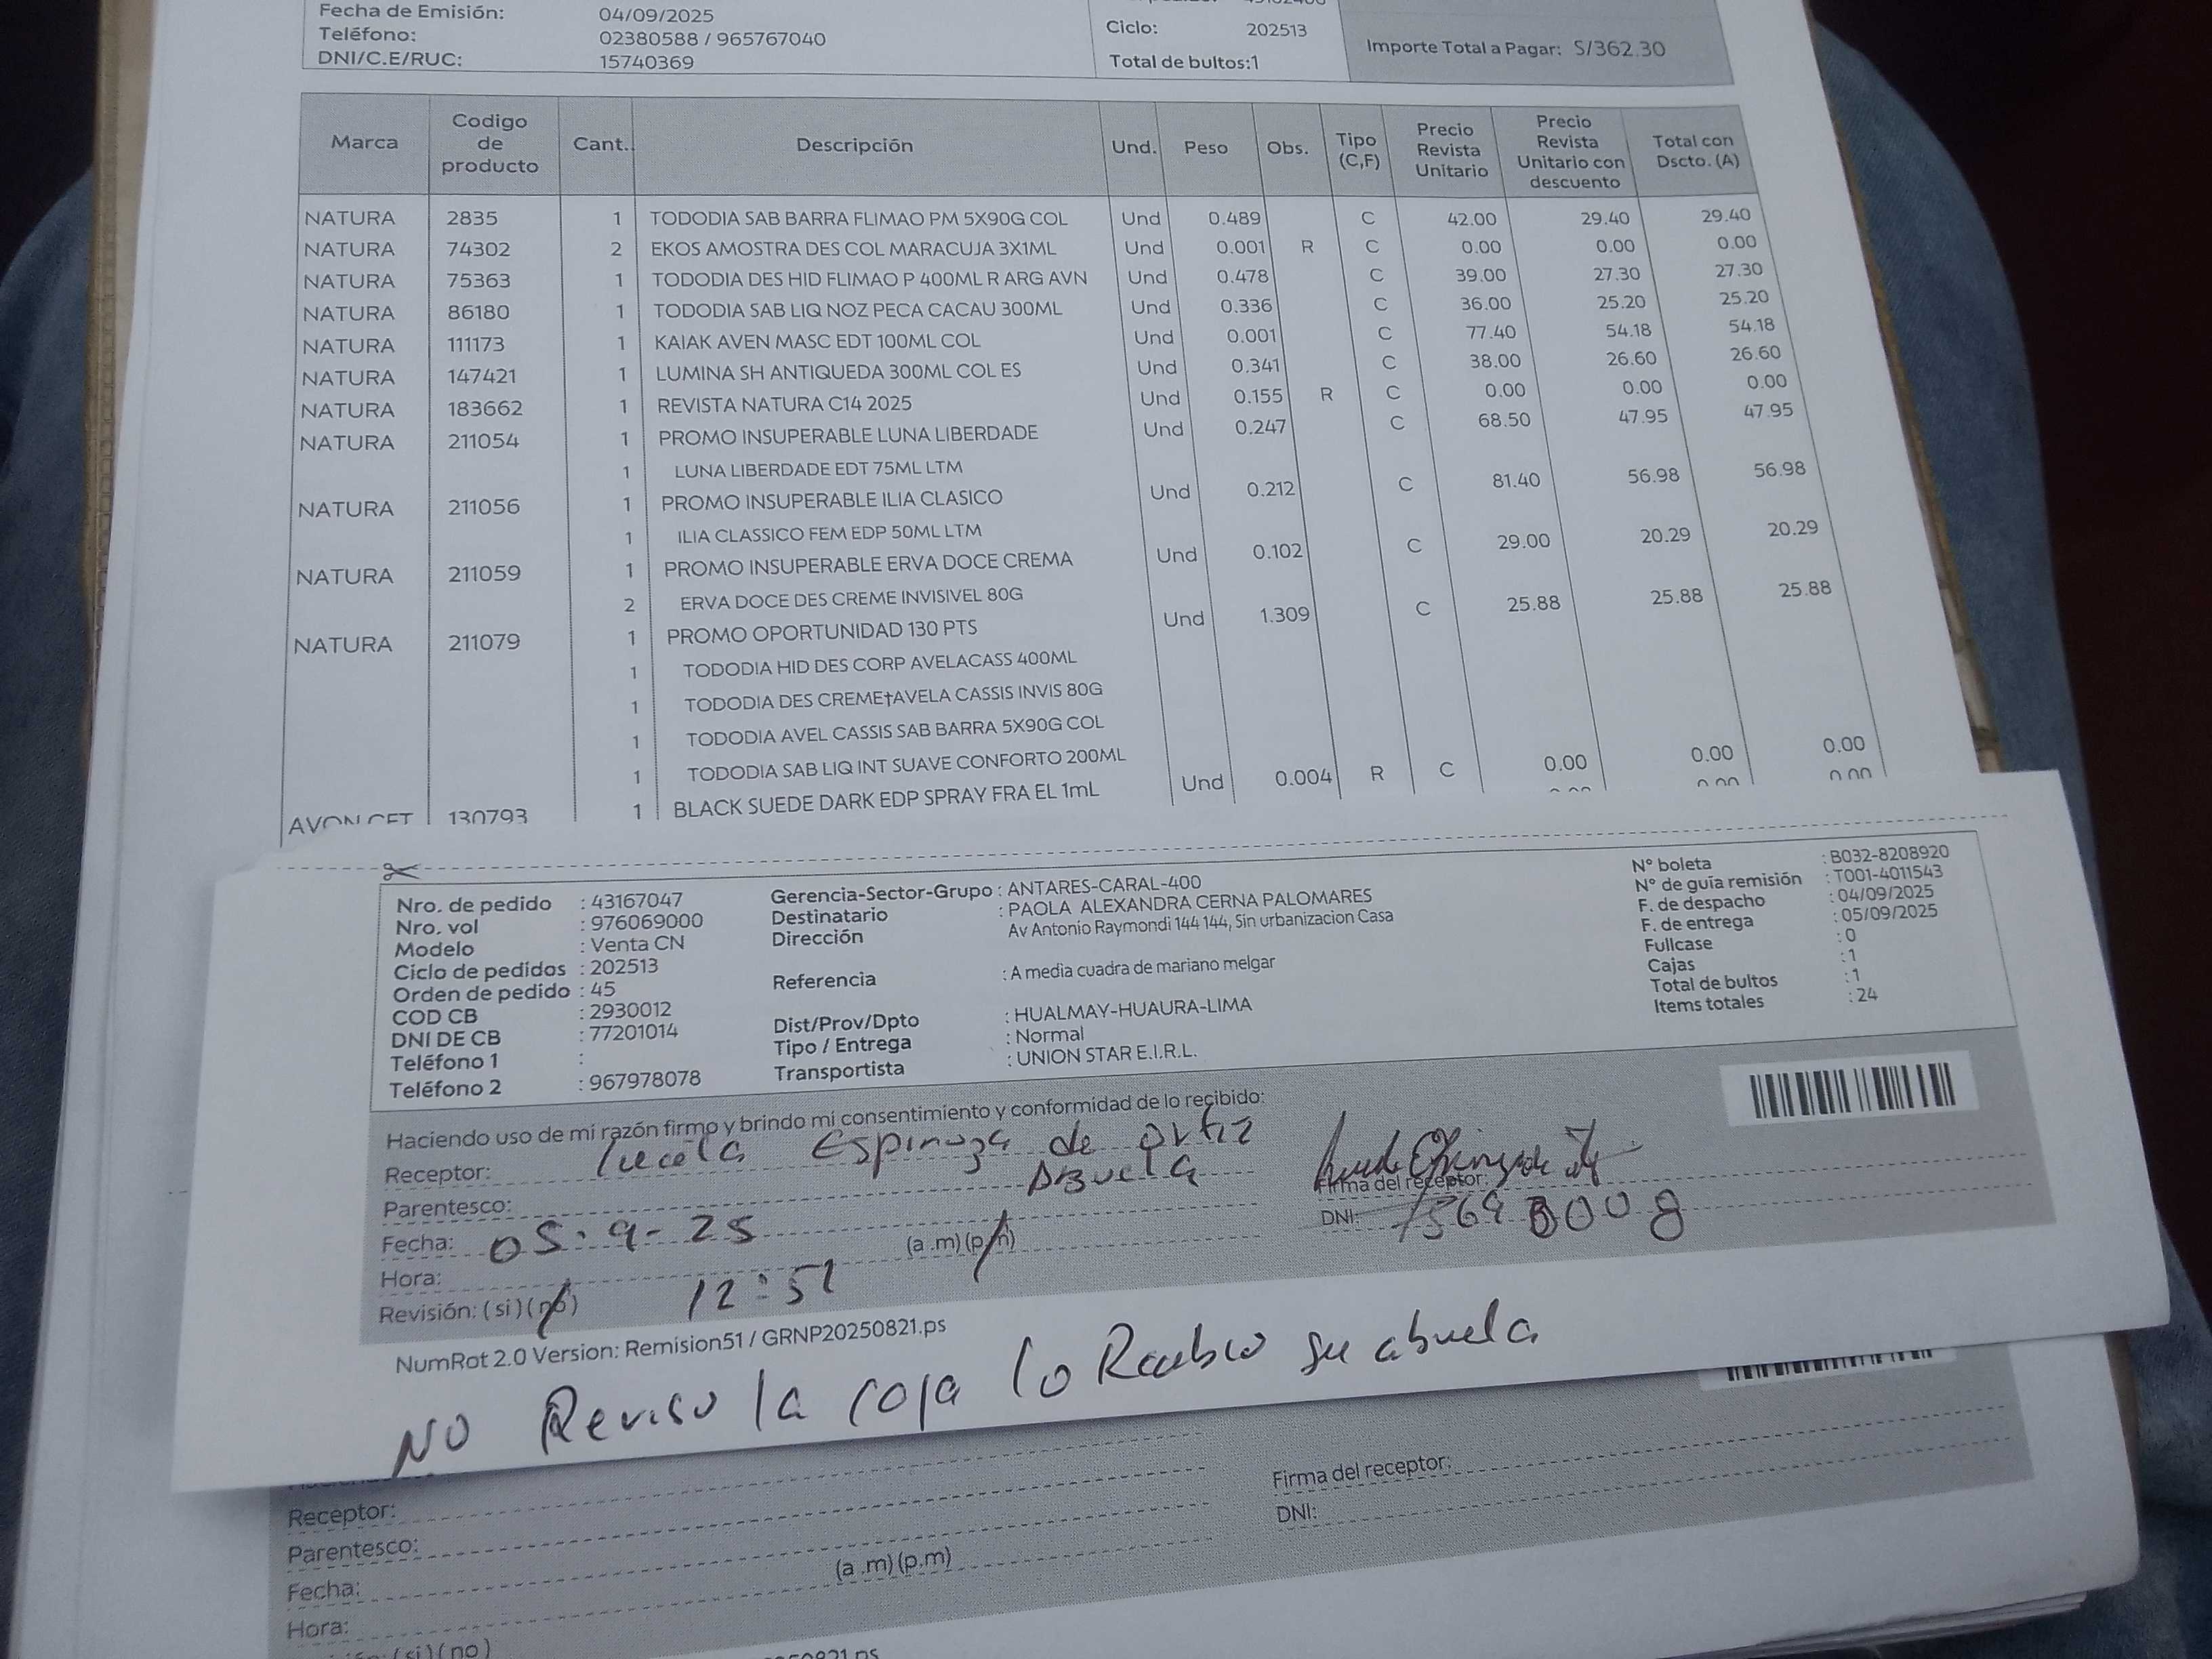 Fecha de Emisión: 04/09/2025
Teléfono: 02380588 / 965767040
Ciclo: 202513
DNI/C.E/RUC: 15740369
Total de bultos:1
Importe Total a Pagar: S/362.30
Marca Codigo de producto Cant. Descripción Und. Peso Obs. Tipo (C,F) Precio Revista Unitario Precio Revista Unitario con descuento Total con Dscto. (A)
NATURA 2835 1 TODODIA SAB BARRA FLIMAO PM 5X90G COL Und 0.489 C 42.00 29.40 29.40
NATURA 74302 2 EKOS AMOSTRA DES COL MARACUJA 3X1ML Und 0.001 R C 0.00 0.00 0.00
NATURA 75363 1 TODODIA DES HID FLIMAO P 400ML R ARG AVN Und 0.478 C 39.00 27.30 27.30
NATURA 86180 1 TODODIA SAB LIQ NOZ PECA CACAU 300ML Und 0.336 C 36.00 25.20 25.20
NATURA 111173 1 KAIAK AVEN MASC EDT 100ML COL Und 0.001 C 77.40 54.18 54.18
NATURA 147421 1 LUMINA SH ANTIQUEDA 300ML COL ES Und 0.341 C 38.00 26.60 26.60
NATURA 183662 1 REVISTA NATURA C14 2025 Und 0.155 R C 0.00 0.00 0.00
NATURA 211054 1 PROMO INSUPERABLE LUNA LIBERDADE Und 0.247 C 68.50 47.95 47.95
1 LUNA LIBERDADE EDT 75ML LTM
NATURA 211056 1 PROMO INSUPERABLE ILIA CLASICO Und 0.212 C 81.40 56.98 56.98
1 ILIA CLASSICO FEM EDP 50ML LTM
NATURA 211059 1 PROMO INSUPERABLE ERVA DOCE CREMA Und 0.102 C 29.00 20.29 20.29
2 ERVA DOCE DES CREME INVISIVEL 80G
NATURA 211079 1 PROMO OPORTUNIDAD 130 PTS Und 1.309 C 25.88 25.88 25.88
1 TODODIA HID DES CORP AVELACASS 400ML
1 TODODIA DES CREME†AVELA CASSIS INVIS 80G
1 TODODIA AVEL CASSIS SAB BARRA 5X90G COL
1 TODODIA SAB LIQ INT SUAVE CONFORTO 200ML
AVON CFT 130793 1 BLACK SUEDE DARK EDP SPRAY FRA EL 1mL Und 0.004 R C 0.00 0.00 0.00
Nro. de pedido : 43167047
Nro. vol : 976069000
Modelo : Venta CN
Ciclo de pedidos : 202513
Orden de pedido : 45
COD CB : 2930012
DNI DE CB : 77201014
Teléfono 1 :
Teléfono 2 : 967978078
Gerencia-Sector-Grupo : ANTARES-CARAL-400
Destinatario : PAOLA ALEXANDRA CERNA PALOMARES
Dirección Av Antonio Raymondi 144 144, Sin urbanizacion Casa
Referencia : A media cuadra de mariano melgar
Dist/Prov/Dpto : HUALMAY-HUAURA-LIMA
Tipo / Entrega : Normal
Transportista : UNION STAR E.I.R.L.
N° boleta : B032-8208920
N° de guía remisión : T001-4011543
F. de despacho : 04/09/2025
F. de entrega : 05/09/2025
Fullcase : 0
Cajas : 1
Total de bultos : 1
Items totales : 24
Haciendo uso de mi razón firmo y brindo mi consentimiento y conformidad de lo recibido:
Receptor: Espinoza de Ortiz
Parentesco: Abuela
Firma del receptor:
Fecha: 05-9-25 (a .m) (p.m)
DNI:
Hora: 12:51
Revisión: (si) (no)
NumRot 2.0 Version: Remision51 / GRNP20250821.ps
NO Reviso la caja lo Recibio su abuela
Receptor:
Firma del receptor:
Parentesco:
DNI:
Fecha: (a .m) (p.m)
Hora:
(si) (no)